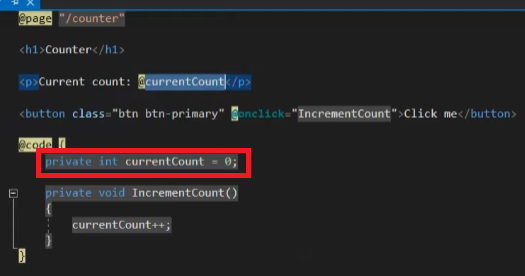 @page "/counter"
<h1>Counter</h1>
<p>Current count: @currentCount</p>
<button class="btn btn-primary" @onclick="IncrementCount">Click me</button>
@code {
private int currentCount = 0;
private void IncrementCount()
{
currentCount++;
}
}